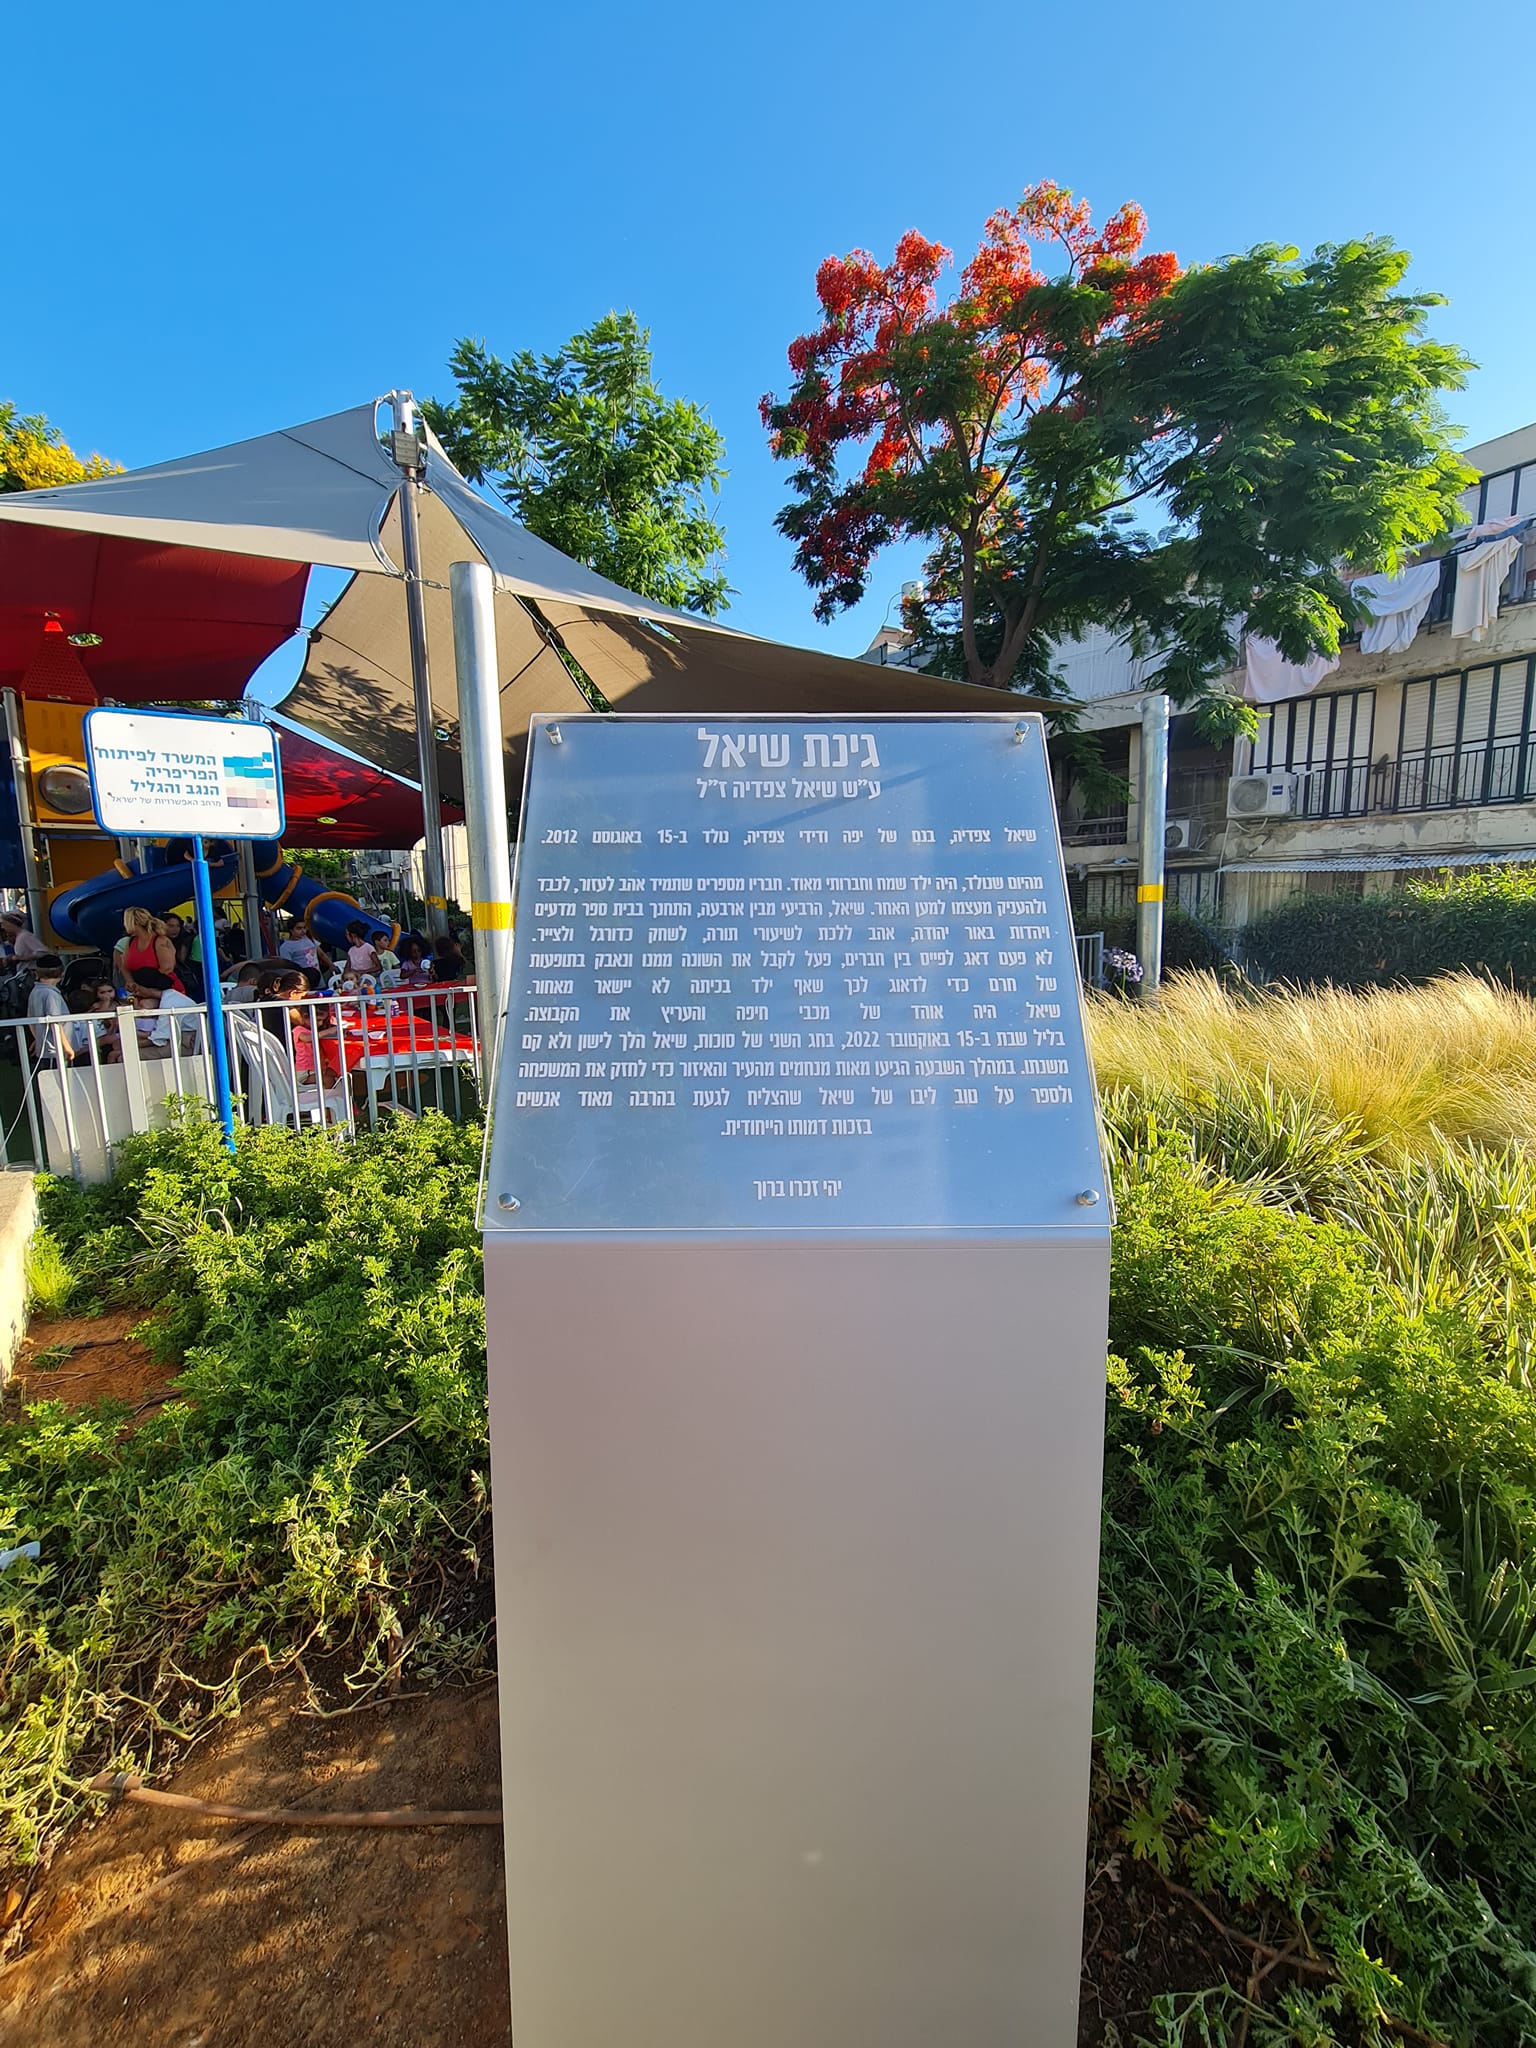 גינת שיאל
ע״ש שיאל צפדיה ז״ל
שיאל צפדיה, בנם של יפה ודידי צפדיה, נולד ב-15 באוגוסט 2012.
מהיום שנולד, היה ילד שמח וחברותי מאוד. חבריו מספרים שתמיד אהב לעזור, לכבד
ולהעניק מעצמו למען האחר. שיאל, הרביעי מבין ארבעה, התחנך בבית ספר מדעים
ויהדות באור יהודה, אהב ללכת לשיעורי תורה, לשחק כדורגל ולצייר.
לא פעם דאג לפייס בין חברים, פעל לקבל את השונה ממנו ונאבק בתופעות
של חרם כדי לדאוג לכך שאף ילד בכיתה לא יישאר מאחור.
שיאל היה אוהד של מכבי חיפה והעריץ את הקבוצה.
בליל שבת ב-15 באוקטובר 2022, בחג השני של סוכות, שיאל הלך לישון ולא קם
משנתו. במהלך השבעה הגיעו מאות מנחמים מהעיר והאיזור כדי לחזק את המשפחה
ולספר על טוב ליבו של שיאל שהצליח לגעת בהרבה מאוד אנשים
בזכות דמותו הייחודית.
יהי זכרו ברוך
המשרד לפיתוח
הפריפריה
הנגב והגליל
מרחב האפשרויות של ישראל